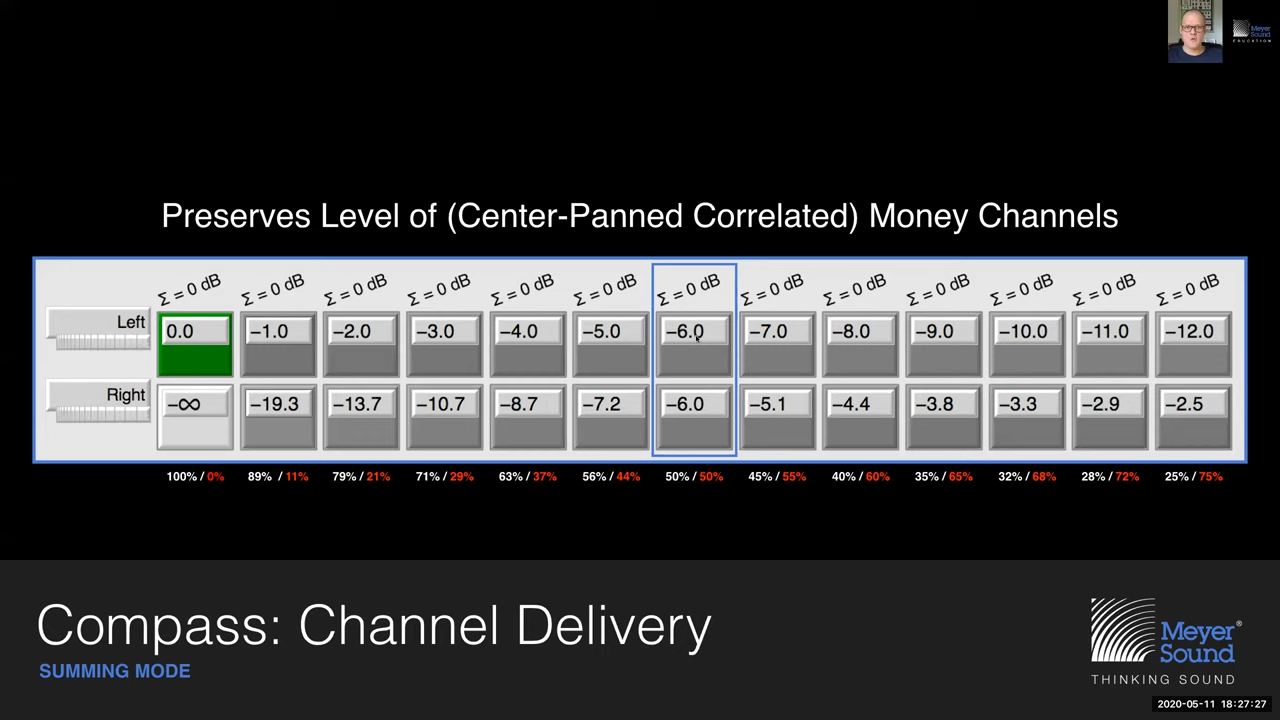 Meyer Sound
EDUCATION
Preserves Level of (Center-Panned Correlated) Money Channels
Σ = 0 dB Σ = 0 dB Σ = 0 dB Σ = 0 dB Σ = 0 dB Σ = 0 dB Σ = 0 dB Σ = 0 dB Σ = 0 dB Σ = 0 dB Σ = 0 dB Σ = 0 dB Σ = 0 dB
Left 0.0 −1.0 −2.0 −3.0 −4.0 −5.0 −6.0 −7.0 −8.0 −9.0 −10.0 −11.0 −12.0
Right −∞ −19.3 −13.7 −10.7 −8.7 −7.2 −6.0 −5.1 −4.4 −3.8 −3.3 −2.9 −2.5
100% / 0% 89% / 11% 79% / 21% 71% / 29% 63% / 37% 56% / 44% 50% / 50% 45% / 55% 40% / 60% 35% / 65% 32% / 68% 28% / 72% 25% / 75%
Compass: Channel Delivery
SUMMING MODE
Meyer®
Sound
THINKING SOUND
2020-05-11 18:27:27